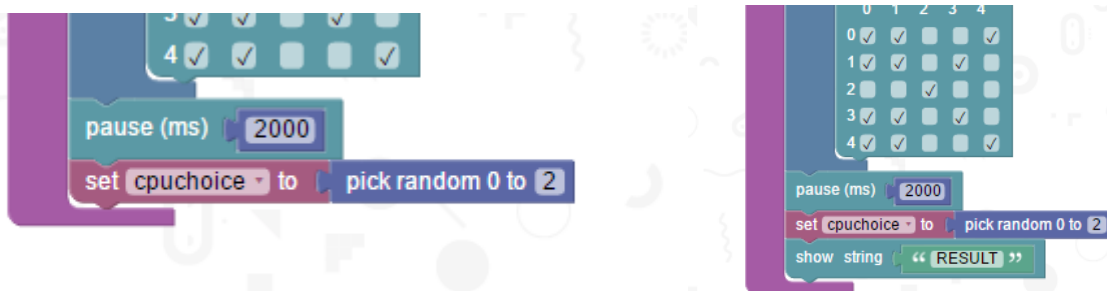 3
4
pause (ms) 2000
set cpuchoice to pick random 0 to 2
0 1 2 3 4
0
1
2
3
4
pause (ms) 2000
set cpuchoice to pick random 0 to 2
show string “ RESULT ”